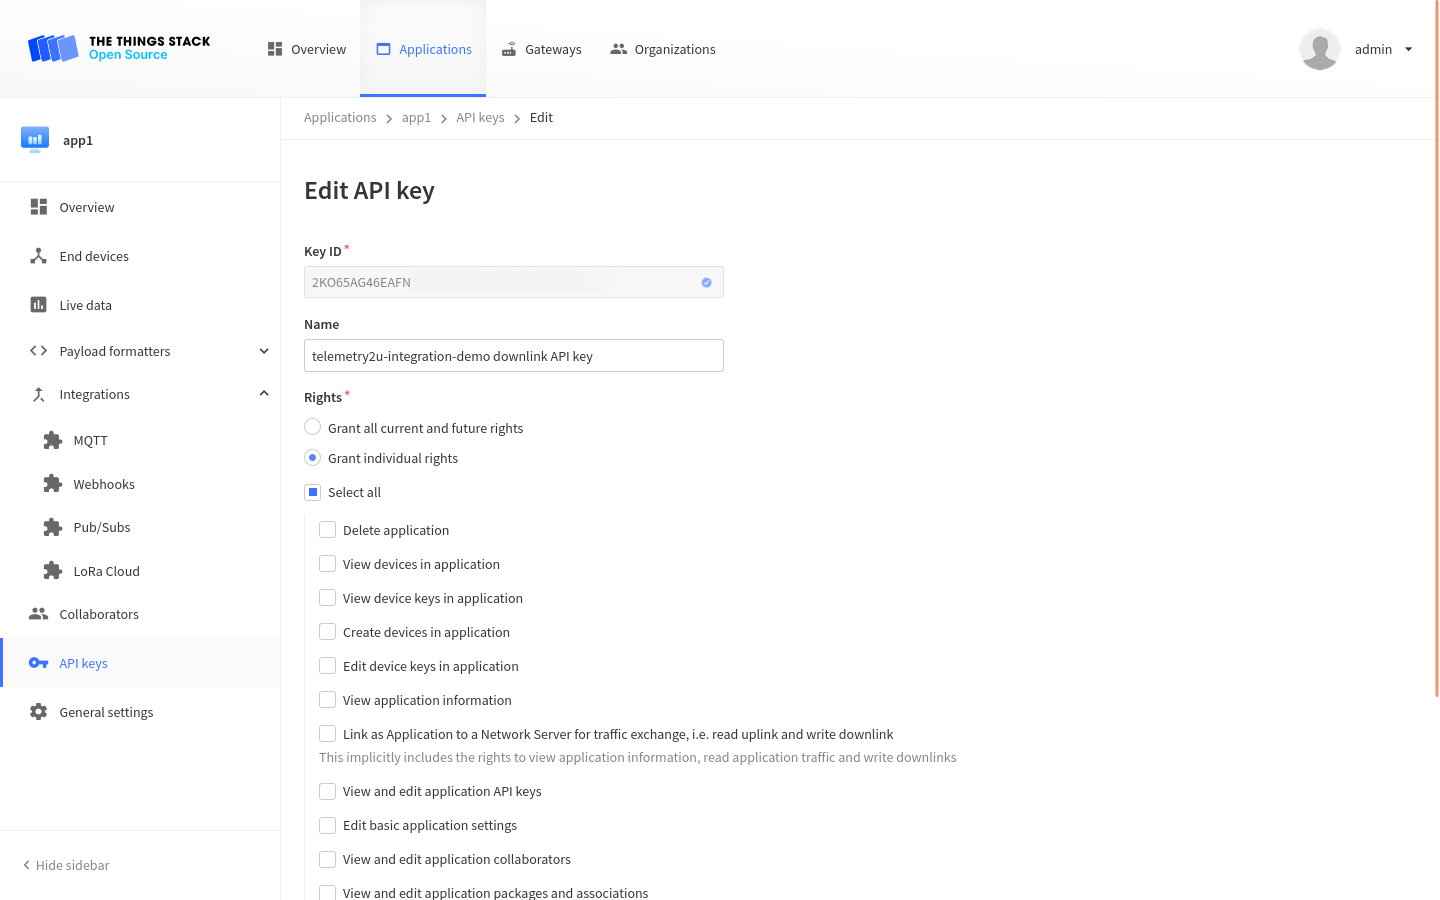 THE THINGS STACK
Open Source
Overview
Applications
Gateways
Organizations
admin
app1
Overview
End devices
Live data
Payload formatters
Integrations
MQTT
Webhooks
Pub/Subs
LoRa Cloud
Collaborators
API keys
General settings
Hide sidebar
Applications > app1 > API keys > Edit
Edit API key
Key ID *
2KO65AG46EAFN
Name
telemetry2u-integration-demo downlink API key
Rights *
Grant all current and future rights
Grant individual rights
Select all
Delete application
View devices in application
View device keys in application
Create devices in application
Edit device keys in application
View application information
Link as Application to a Network Server for traffic exchange, i.e. read uplink and write downlink
This implicitly includes the rights to view application information, read application traffic and write downlinks
View and edit application API keys
Edit basic application settings
View and edit application collaborators
View and edit application packages and associations